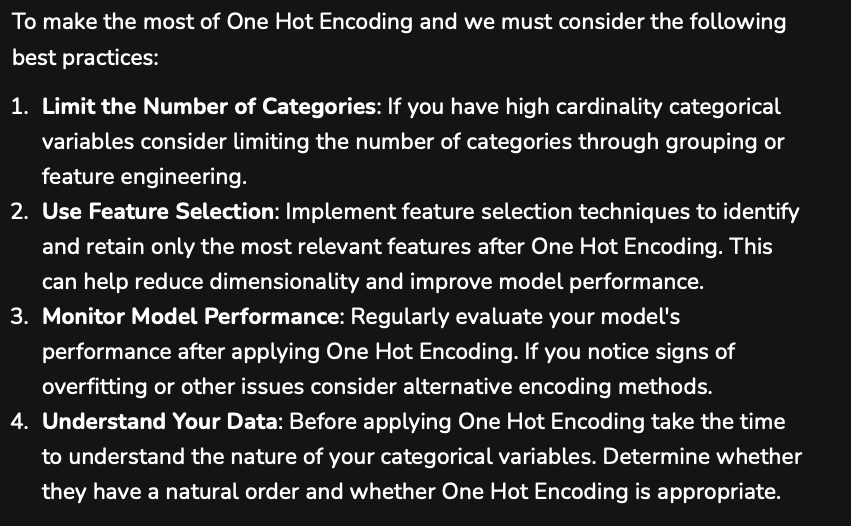 To make the most of One Hot Encoding and we must consider the following
best practices:
1. Limit the Number of Categories: If you have high cardinality categorical
variables consider limiting the number of categories through grouping or
feature engineering.
2. Use Feature Selection: Implement feature selection techniques to identify
and retain only the most relevant features after One Hot Encoding. This
can help reduce dimensionality and improve model performance.
3. Monitor Model Performance: Regularly evaluate your model's
performance after applying One Hot Encoding. If you notice signs of
overfitting or other issues consider alternative encoding methods.
4. Understand Your Data: Before applying One Hot Encoding take the time
to understand the nature of your categorical variables. Determine whether
they have a natural order and whether One Hot Encoding is appropriate.